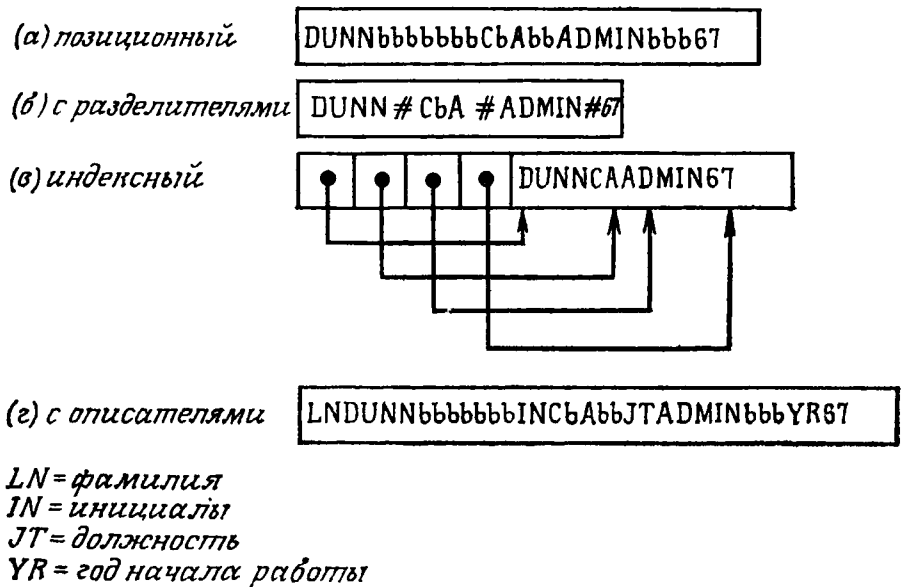 (а) позиционный DUNNbbbbbbbCbAbbADMINbbb67
(б) с разделителями DUNN # CbA # ADMIN#67
(в) индексный DUNNCAADMIN67
(г) с описателями LNDUNNbbbbbbbINCbAbbJTADMINbbbYR67
LN = фамилия
IN = инициалы
JT = должность
YR = год начала работы